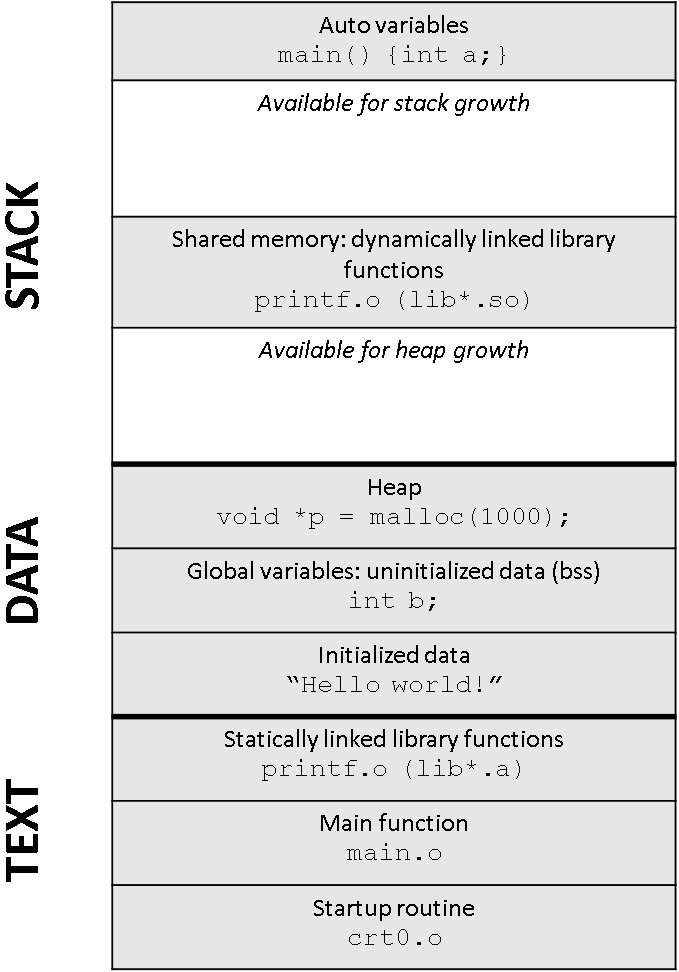 Auto variables
main() {int a;}
Available for stack growth
STACK
Shared memory: dynamically linked library
functions
printf.o (lib*.so)
Available for heap growth
Heap
void *p = malloc(1000);
DATA
Global variables: uninitialized data (bss)
int b;
Initialized data
“Hello world!”
Statically linked library functions
printf.o (lib*.a)
TEXT
Main function
main.o
Startup routine
crt0.o